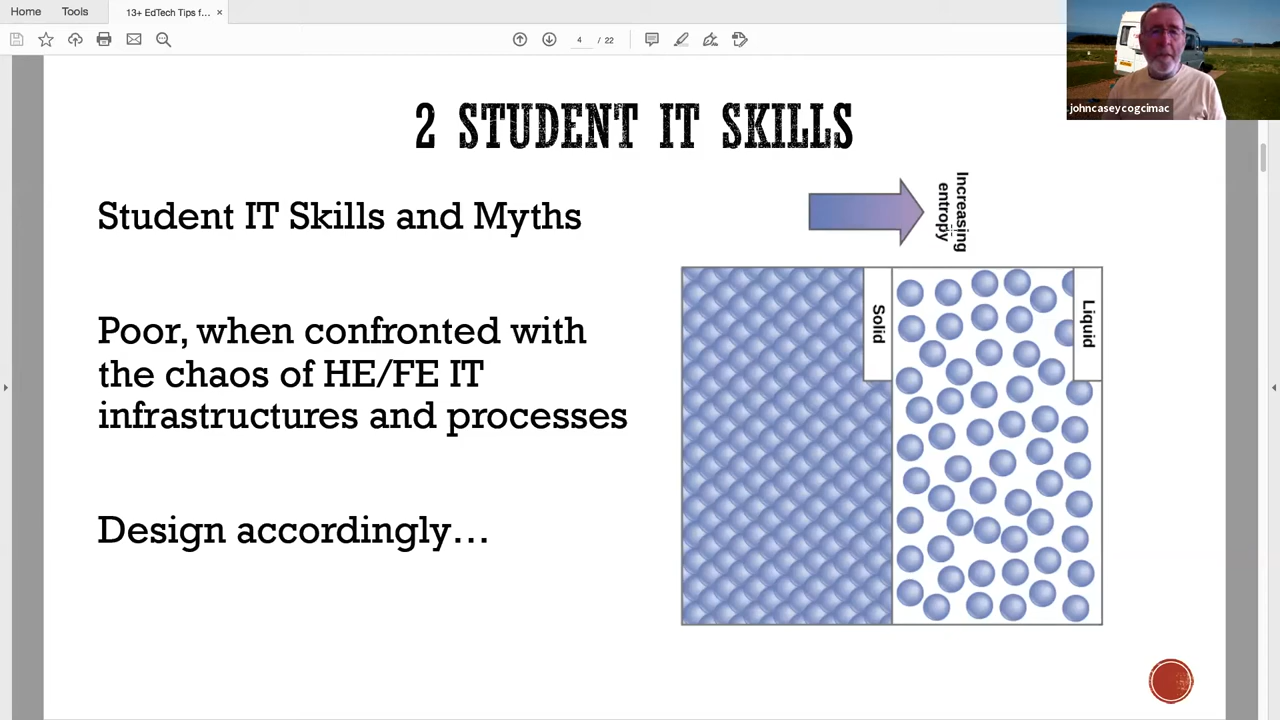 Home
Tools
13+ EdTech Tips f...
×
4
/ 22
johncaseycogcimac
2 STUDENT IT SKILLS
Student IT Skills and Myths
Poor, when confronted with
the chaos of HE/FE IT
infrastructures and processes
Design accordingly…
Increasing
entropy
Solid
Liquid